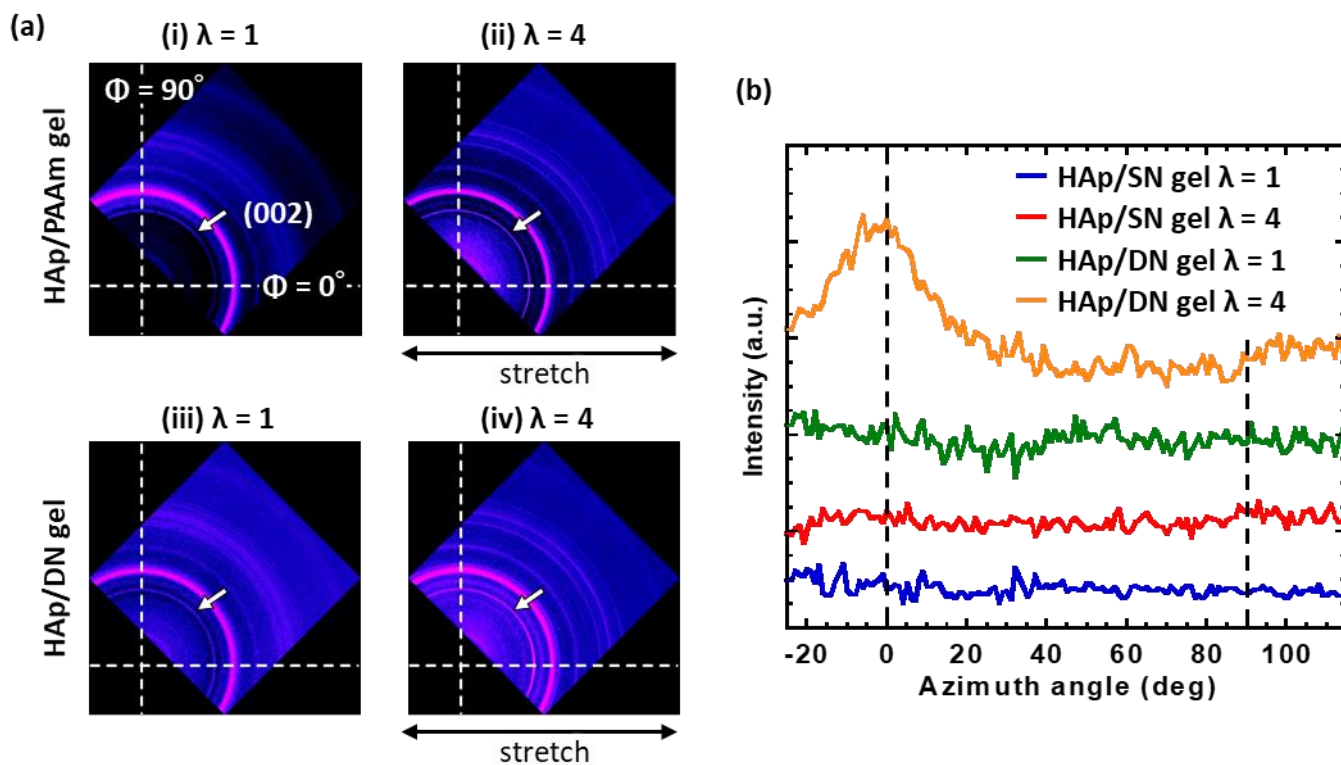 (a)
(i) λ = 1
(ii) λ = 4
HAp/PAAm gel
Φ = 90°
(002)
Φ = 0°
stretch
(iii) λ = 1
(iv) λ = 4
HAp/DN gel
stretch
(b)
HAp/SN gel λ = 1
HAp/SN gel λ = 4
HAp/DN gel λ = 1
HAp/DN gel λ = 4
Intensity (a.u.)
-20 0 20 40 60 80 100
Azimuth angle (deg)